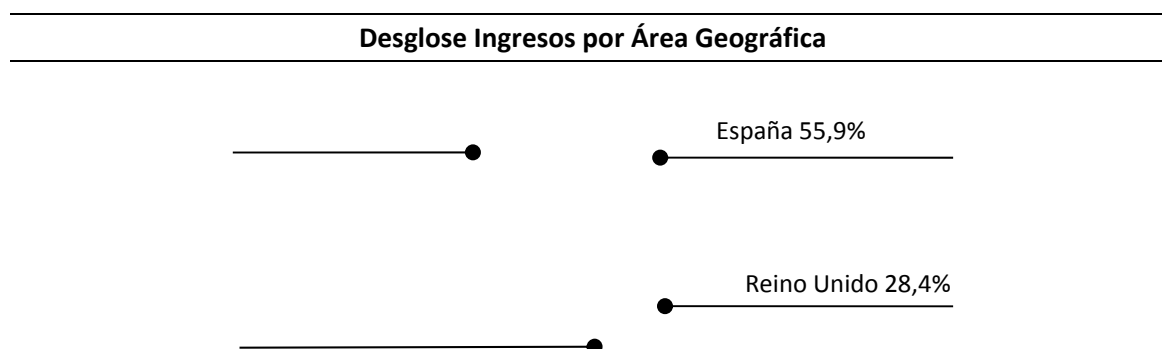 Desglose Ingresos por Área Geográfica
España 55,9%
Reino Unido 28,4%